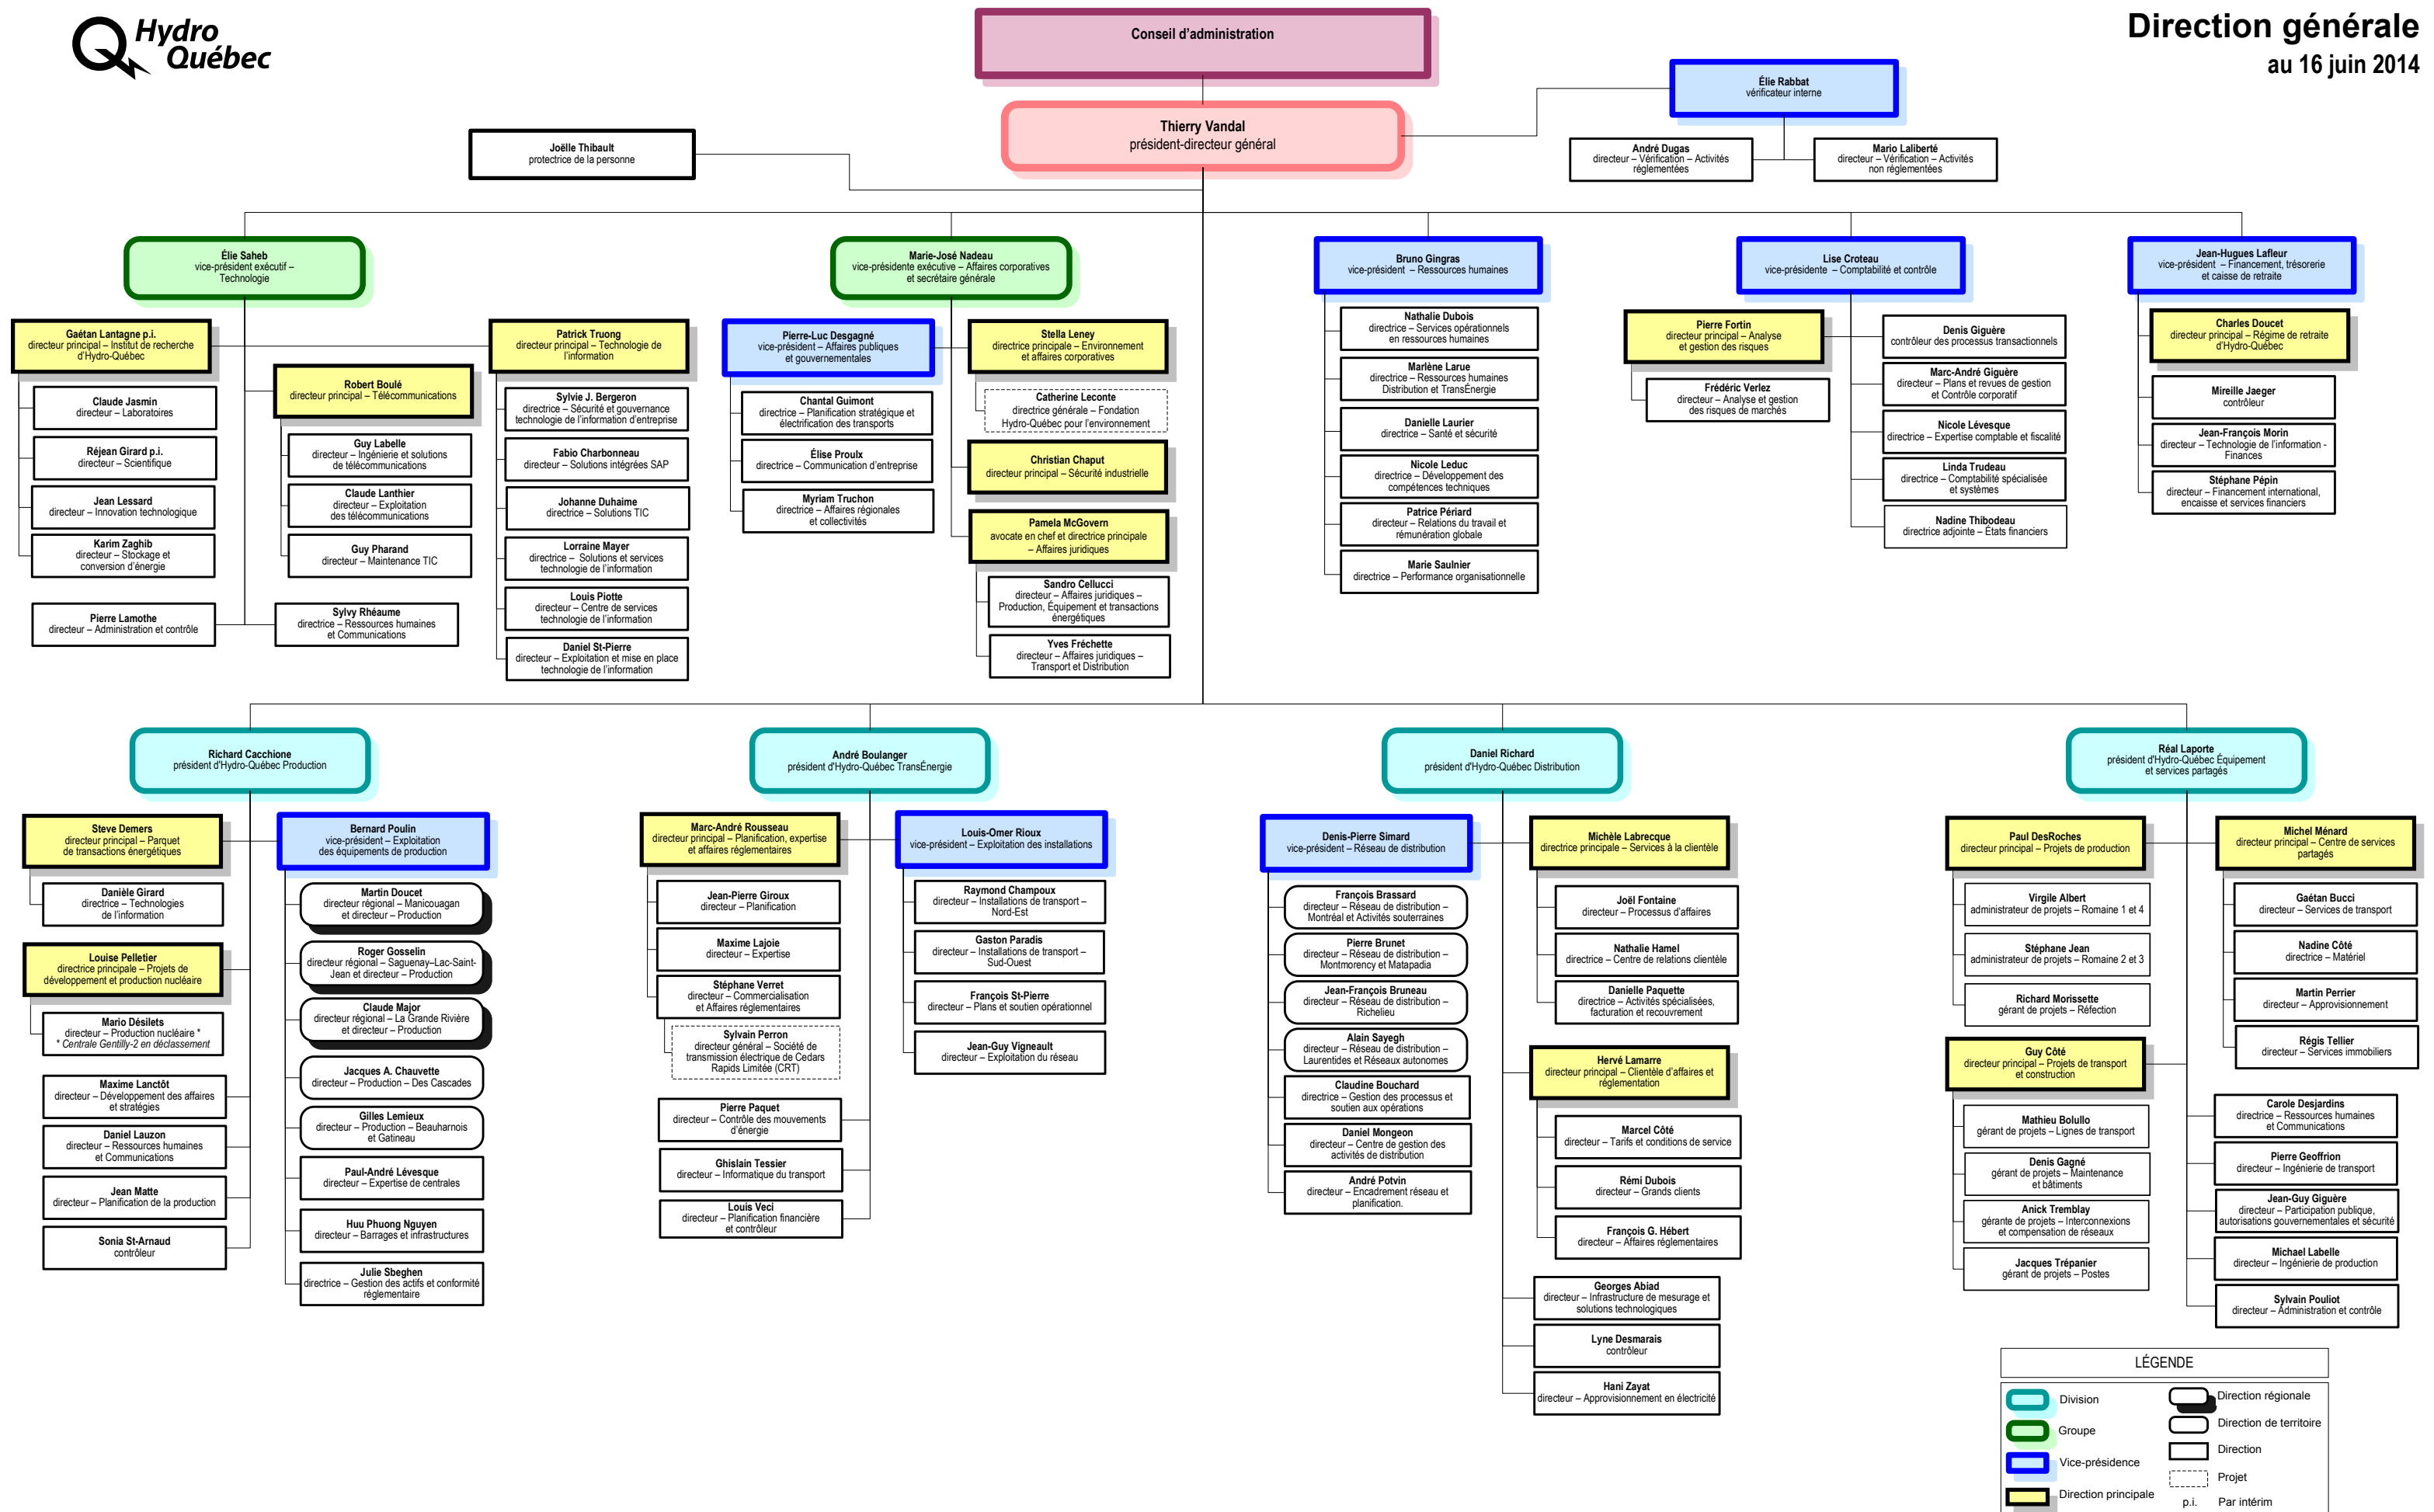 Hydro
Québec
Conseil d'administration
Direction générale
au 16 juin 2014
Thierry Vandal
président-directeur général
Élie Rabbat
vérificateur interne
André Dugas
directeur – Vérification – Activités
réglementées
Mario Laliberté
directeur – Vérification – Activités
non réglementées
Joëlle Thibault
protectrice de la personne
Élie Saheb
vice-président exécutif –
Technologie
Gaétan Lantagne p.i.
directeur principal – Institut de recherche
d'Hydro-Québec
Claude Jasmin
directeur – Laboratoires
Réjean Girard p.i.
directeur – Scientifique
Jean Lessard
directeur – Innovation technologique
Karim Zaghib
directeur – Stockage et
conversion d'énergie
Pierre Lamothe
directeur – Administration et contrôle
Robert Boulé
directeur principal – Télécommunications
Guy Labelle
directeur – Ingénierie et solutions
de télécommunications
Claude Lanthier
directeur – Exploitation
des télécommunications
Guy Pharand
directeur – Maintenance TIC
Sylvy Rhéaume
directrice – Ressources humaines
et Communications
Patrick Truong
directeur principal – Technologie de
l'information
Sylvie J. Bergeron
directrice – Sécurité et gouvernance
technologie de l'information d'entreprise
Fabio Charbonneau
directeur – Solutions intégrées SAP
Johanne Duhaime
directrice – Solutions TIC
Lorraine Mayer
directrice – Solutions et services
technologie de l'information
Louis Piotte
directeur – Centre de services
technologie de l'information
Daniel St-Pierre
directeur – Exploitation et mise en place
technologie de l'information
Marie-José Nadeau
vice-présidente exécutive – Affaires corporatives
et secrétaire générale
Pierre-Luc Desgagné
vice-président – Affaires publiques
et gouvernementales
Chantal Guimont
directrice – Planification stratégique et
électrification des transports
Élise Proulx
directrice – Communication d'entreprise
Myriam Truchon
directrice – Affaires régionales
et collectivités
Stella Leney
directrice principale – Environnement
et affaires corporatives
Catherine Leconte
directrice générale – Fondation
Hydro-Québec pour l'environnement
Christian Chaput
directeur principal – Sécurité industrielle
Pamela McGovern
avocate en chef et directrice principale
– Affaires juridiques
Sandro Cellucci
directeur – Affaires juridiques –
Production, Équipement et transactions
énergétiques
Yves Fréchette
directeur – Affaires juridiques –
Transport et Distribution
Bruno Gingras
vice-président – Ressources humaines
Nathalie Dubois
directrice – Services opérationnels
en ressources humaines
Marlène Larue
directrice – Ressources humaines
Distribution et TransÉnergie
Danielle Laurier
directrice – Santé et sécurité
Nicole Leduc
directrice – Développement des
compétences techniques
Patrice Périard
directeur – Relations du travail et
rémunération globale
Marie Saulnier
directrice – Performance organisationnelle
Lise Croteau
vice-présidente – Comptabilité et contrôle
Pierre Fortin
directeur principal – Analyse
et gestion des risques
Frédéric Verlez
directeur – Analyse et gestion
des risques de marchés
Denis Giguère
contrôleur des processus transactionnels
Marc-André Giguère
directeur – Plans et revues de gestion
et Contrôle corporatif
Nicole Lévesque
directrice – Expertise comptable et fiscalité
Linda Trudeau
directrice – Comptabilité spécialisée
et systèmes
Nadine Thibodeau
directrice adjointe – États financiers
Jean-Hugues Lafleur
vice-président – Financement, trésorerie
et caisse de retraite
Charles Doucet
directeur principal – Régime de retraite
d'Hydro-Québec
Mireille Jaeger
contrôleur
Jean-François Morin
directeur – Technologie de l'information -
Finances
Stéphane Pépin
directeur – Financement international,
encaisse et services financiers
Richard Cacchione
président d'Hydro-Québec Production
Steve Demers
directeur principal – Parquet
de transactions énergétiques
Danièle Girard
directrice – Technologies
de l'information
Louise Pelletier
directrice principale – Projets de
développement et production nucléaire
Mario Désilets
directeur – Production nucléaire *
* Centrale Gentilly-2 en déclassement
Maxime Lanctôt
directeur – Développement des affaires
et stratégies
Daniel Lauzon
directeur – Ressources humaines
et Communications
Jean Matte
directeur – Planification de la production
Sonia St-Arnaud
contrôleur
Bernard Poulin
vice-président – Exploitation
des équipements de production
Martin Doucet
directeur régional – Manicouagan
et directeur – Production
Roger Gosselin
directeur régional – Saguenay–Lac-Saint-
Jean et directeur – Production
Claude Major
directeur régional – La Grande Rivière
et directeur – Production
Jacques A. Chauvette
directeur – Production – Des Cascades
Gilles Lemieux
directeur – Production – Beauharnois
et Gatineau
Paul-André Lévesque
directeur – Expertise de centrales
Huu Phuong Nguyen
directeur – Barrages et infrastructures
Julie Sbeghen
directrice – Gestion des actifs et conformité
réglementaire
André Boulanger
président d'Hydro-Québec TransÉnergie
Marc-André Rousseau
directeur principal – Planification, expertise
et affaires réglementaires
Jean-Pierre Giroux
directeur – Planification
Maxime Lajoie
directeur – Expertise
Stéphane Verret
directeur – Commercialisation
et Affaires réglementaires
Sylvain Perron
directeur général – Société de
transmission électrique de Cedars
Rapids Limitée (CRT)
Pierre Paquet
directeur – Contrôle des mouvements
d'énergie
Ghislain Tessier
directeur – Informatique du transport
Louis Veci
directeur – Planification financière
et contrôleur
Louis-Omer Rioux
vice-président – Exploitation des installations
Raymond Champoux
directeur – Installations de transport –
Nord-Est
Gaston Paradis
directeur – Installations de transport –
Sud-Ouest
François St-Pierre
directeur – Plans et soutien opérationnel
Jean-Guy Vigneault
directeur – Exploitation du réseau
Daniel Richard
président d'Hydro-Québec Distribution
Denis-Pierre Simard
vice-président – Réseau de distribution
François Brassard
directeur – Réseau de distribution –
Montréal et Activités souterraines
Pierre Brunet
directeur – Réseau de distribution –
Montmorency et Matapadia
Jean-François Bruneau
directeur – Réseau de distribution –
Richelieu
Alain Sayegh
directeur – Réseau de distribution –
Laurentides et Réseaux autonomes
Claudine Bouchard
directrice – Gestion des processus et
soutien aux opérations
Daniel Mongeon
directeur – Centre de gestion des
activités de distribution
André Potvin
directeur – Encadrement réseau et
planification.
Michèle Labrecque
directrice principale – Services à la clientèle
Joël Fontaine
directeur – Processus d'affaires
Nathalie Hamel
directrice – Centre de relations clientèle
Danielle Paquette
directrice – Activités spécialisées,
facturation et recouvrement
Hervé Lamarre
directeur principal – Clientèle d'affaires et
réglementation
Marcel Côté
directeur – Tarifs et conditions de service
Rémi Dubois
directeur – Grands clients
François G. Hébert
directeur – Affaires réglementaires
Georges Abiad
directeur – Infrastructure de mesurage et
solutions technologiques
Lyne Desmarais
contrôleur
Hani Zayat
directeur – Approvisionnement en électricité
Réal Laporte
président d'Hydro-Québec Équipement
et services partagés
Paul DesRoches
directeur principal – Projets de production
Virgile Albert
administrateur de projets – Romaine 1 et 4
Stéphane Jean
administrateur de projets – Romaine 2 et 3
Richard Morissette
gérant de projets – Réfection
Guy Côté
directeur principal – Projets de transport
et construction
Mathieu Bolullo
gérant de projets – Lignes de transport
Denis Gagné
gérant de projets – Maintenance
et bâtiments
Anick Tremblay
gérante de projets – Interconnexions
et compensation de réseaux
Jacques Trépanier
gérant de projets – Postes
Michel Ménard
directeur principal – Centre de services
partagés
Gaétan Bucci
directeur – Services de transport
Nadine Côté
directrice – Matériel
Martin Perrier
directeur – Approvisionnement
Régis Tellier
directeur – Services immobiliers
Carole Desjardins
directrice – Ressources humaines
et Communications
Pierre Geoffrion
directeur – Ingénierie de transport
Jean-Guy Giguère
directeur – Participation publique,
autorisations gouvernementales et sécurité
Michael Labelle
directeur – Ingénierie de production
Sylvain Pouliot
directeur – Administration et contrôle
LÉGENDE
Division
Groupe
Vice-présidence
Direction principale
Direction régionale
Direction de territoire
Direction
Projet
p.i. Par intérim